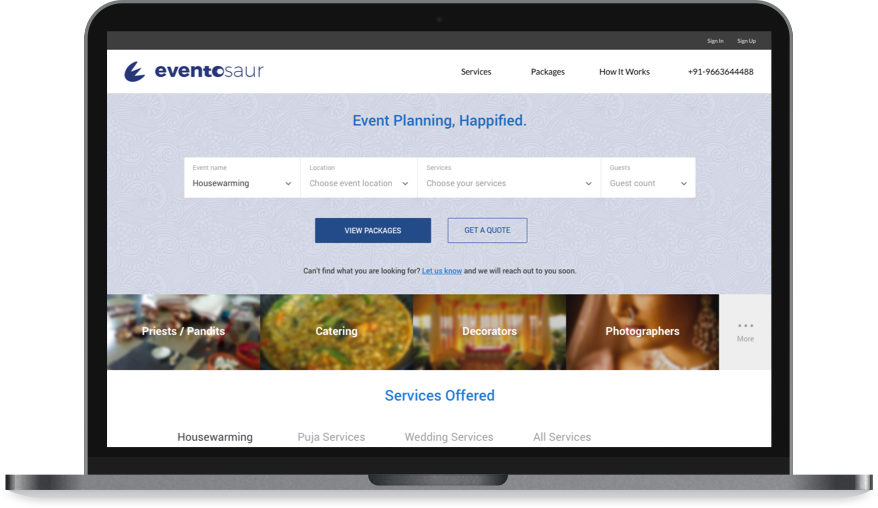 Sign In Sign Up
eventosaur
Services Packages How It Works +91-9663644488
Event Planning, Happified.
Event name Location Services Guests
Housewarming Choose event location Choose your services Guest count
VIEW PACKAGES GET A QUOTE
Can't find what you are looking for? Let us know and we will reach out to you soon.
Priests / Pandits Catering Decorators Photographers More
Services Offered
Housewarming Puja Services Wedding Services All Services